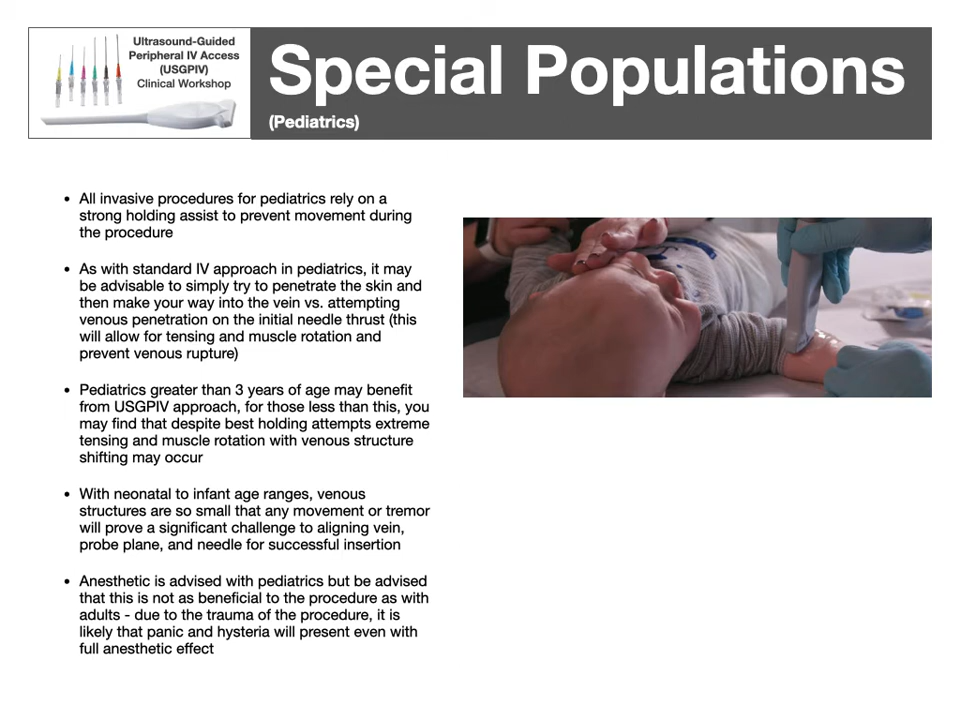 Ultrasound-Guided
Peripheral IV Access
(USGPIV)
Clinical Workshop
Special Populations
(Pediatrics)
• All invasive procedures for pediatrics rely on a
strong holding assist to prevent movement during
the procedure
• As with standard IV approach in pediatrics, it may
be advisable to simply try to penetrate the skin and
then make your way into the vein vs. attempting
venous penetration on the initial needle thrust (this
will allow for tensing and muscle rotation and
prevent venous rupture)
• Pediatrics greater than 3 years of age may benefit
from USGPIV approach, for those less than this, you
may find that despite best holding attempts extreme
tensing and muscle rotation with venous structure
shifting may occur
• With neonatal to infant age ranges, venous
structures are so small that any movement or tremor
will prove a significant challenge to aligning vein,
probe plane, and needle for successful insertion
• Anesthetic is advised with pediatrics but be advised
that this is not as beneficial to the procedure as with
adults - due to the trauma of the procedure, it is
likely that panic and hysteria will present even with
full anesthetic effect